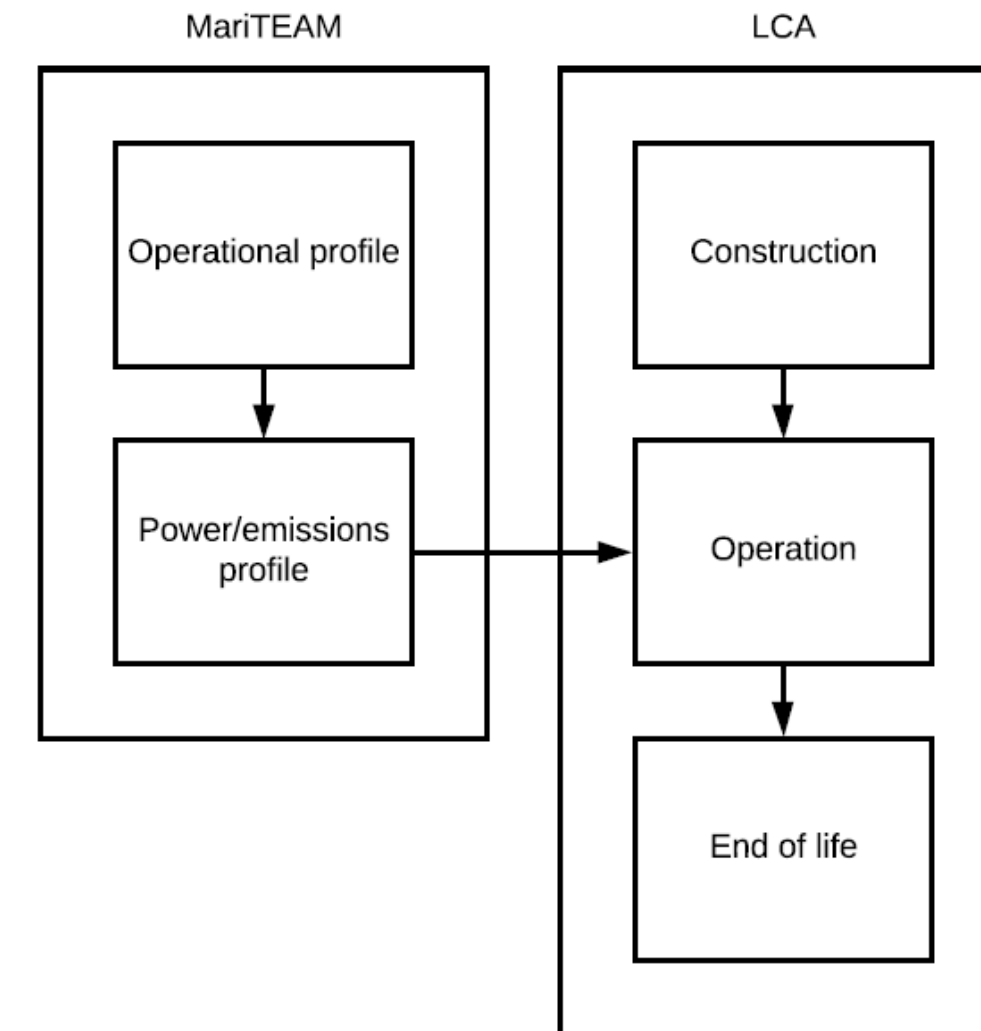 MariTEAM
LCA
Operational profile
Construction
Power/emissions
profile
Operation
End of life